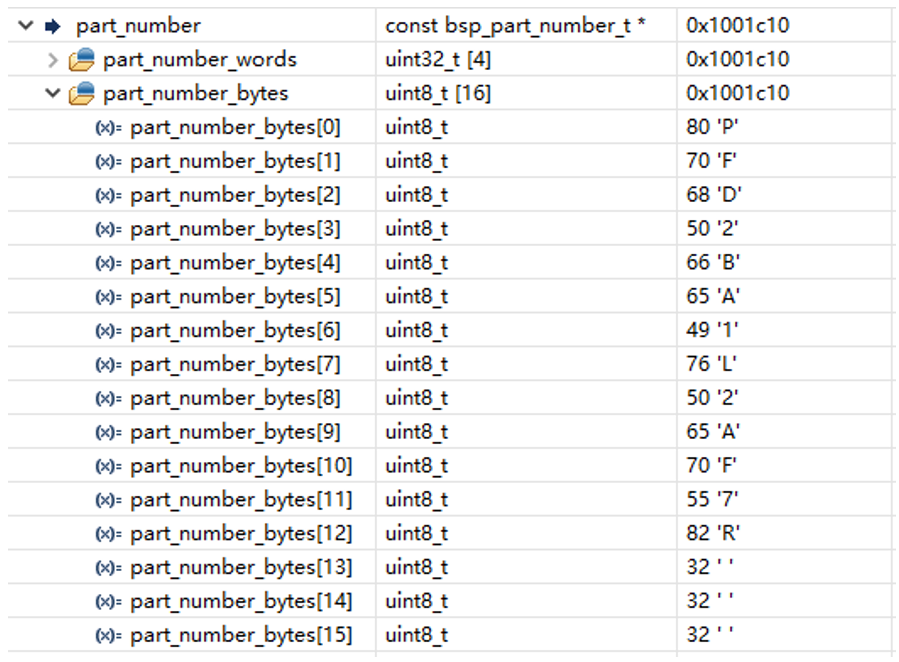 part_number const bsp_part_number_t * 0x1001c10
part_number_words uint32_t [4] 0x1001c10
part_number_bytes uint8_t [16] 0x1001c10
(x)= part_number_bytes[0] uint8_t 80 'P'
(x)= part_number_bytes[1] uint8_t 70 'F'
(x)= part_number_bytes[2] uint8_t 68 'D'
(x)= part_number_bytes[3] uint8_t 50 '2'
(x)= part_number_bytes[4] uint8_t 66 'B'
(x)= part_number_bytes[5] uint8_t 65 'A'
(x)= part_number_bytes[6] uint8_t 49 '1'
(x)= part_number_bytes[7] uint8_t 76 'L'
(x)= part_number_bytes[8] uint8_t 50 '2'
(x)= part_number_bytes[9] uint8_t 65 'A'
(x)= part_number_bytes[10] uint8_t 70 'F'
(x)= part_number_bytes[11] uint8_t 55 '7'
(x)= part_number_bytes[12] uint8_t 82 'R'
(x)= part_number_bytes[13] uint8_t 32 ' '
(x)= part_number_bytes[14] uint8_t 32 ' '
(x)= part_number_bytes[15] uint8_t 32 ' '